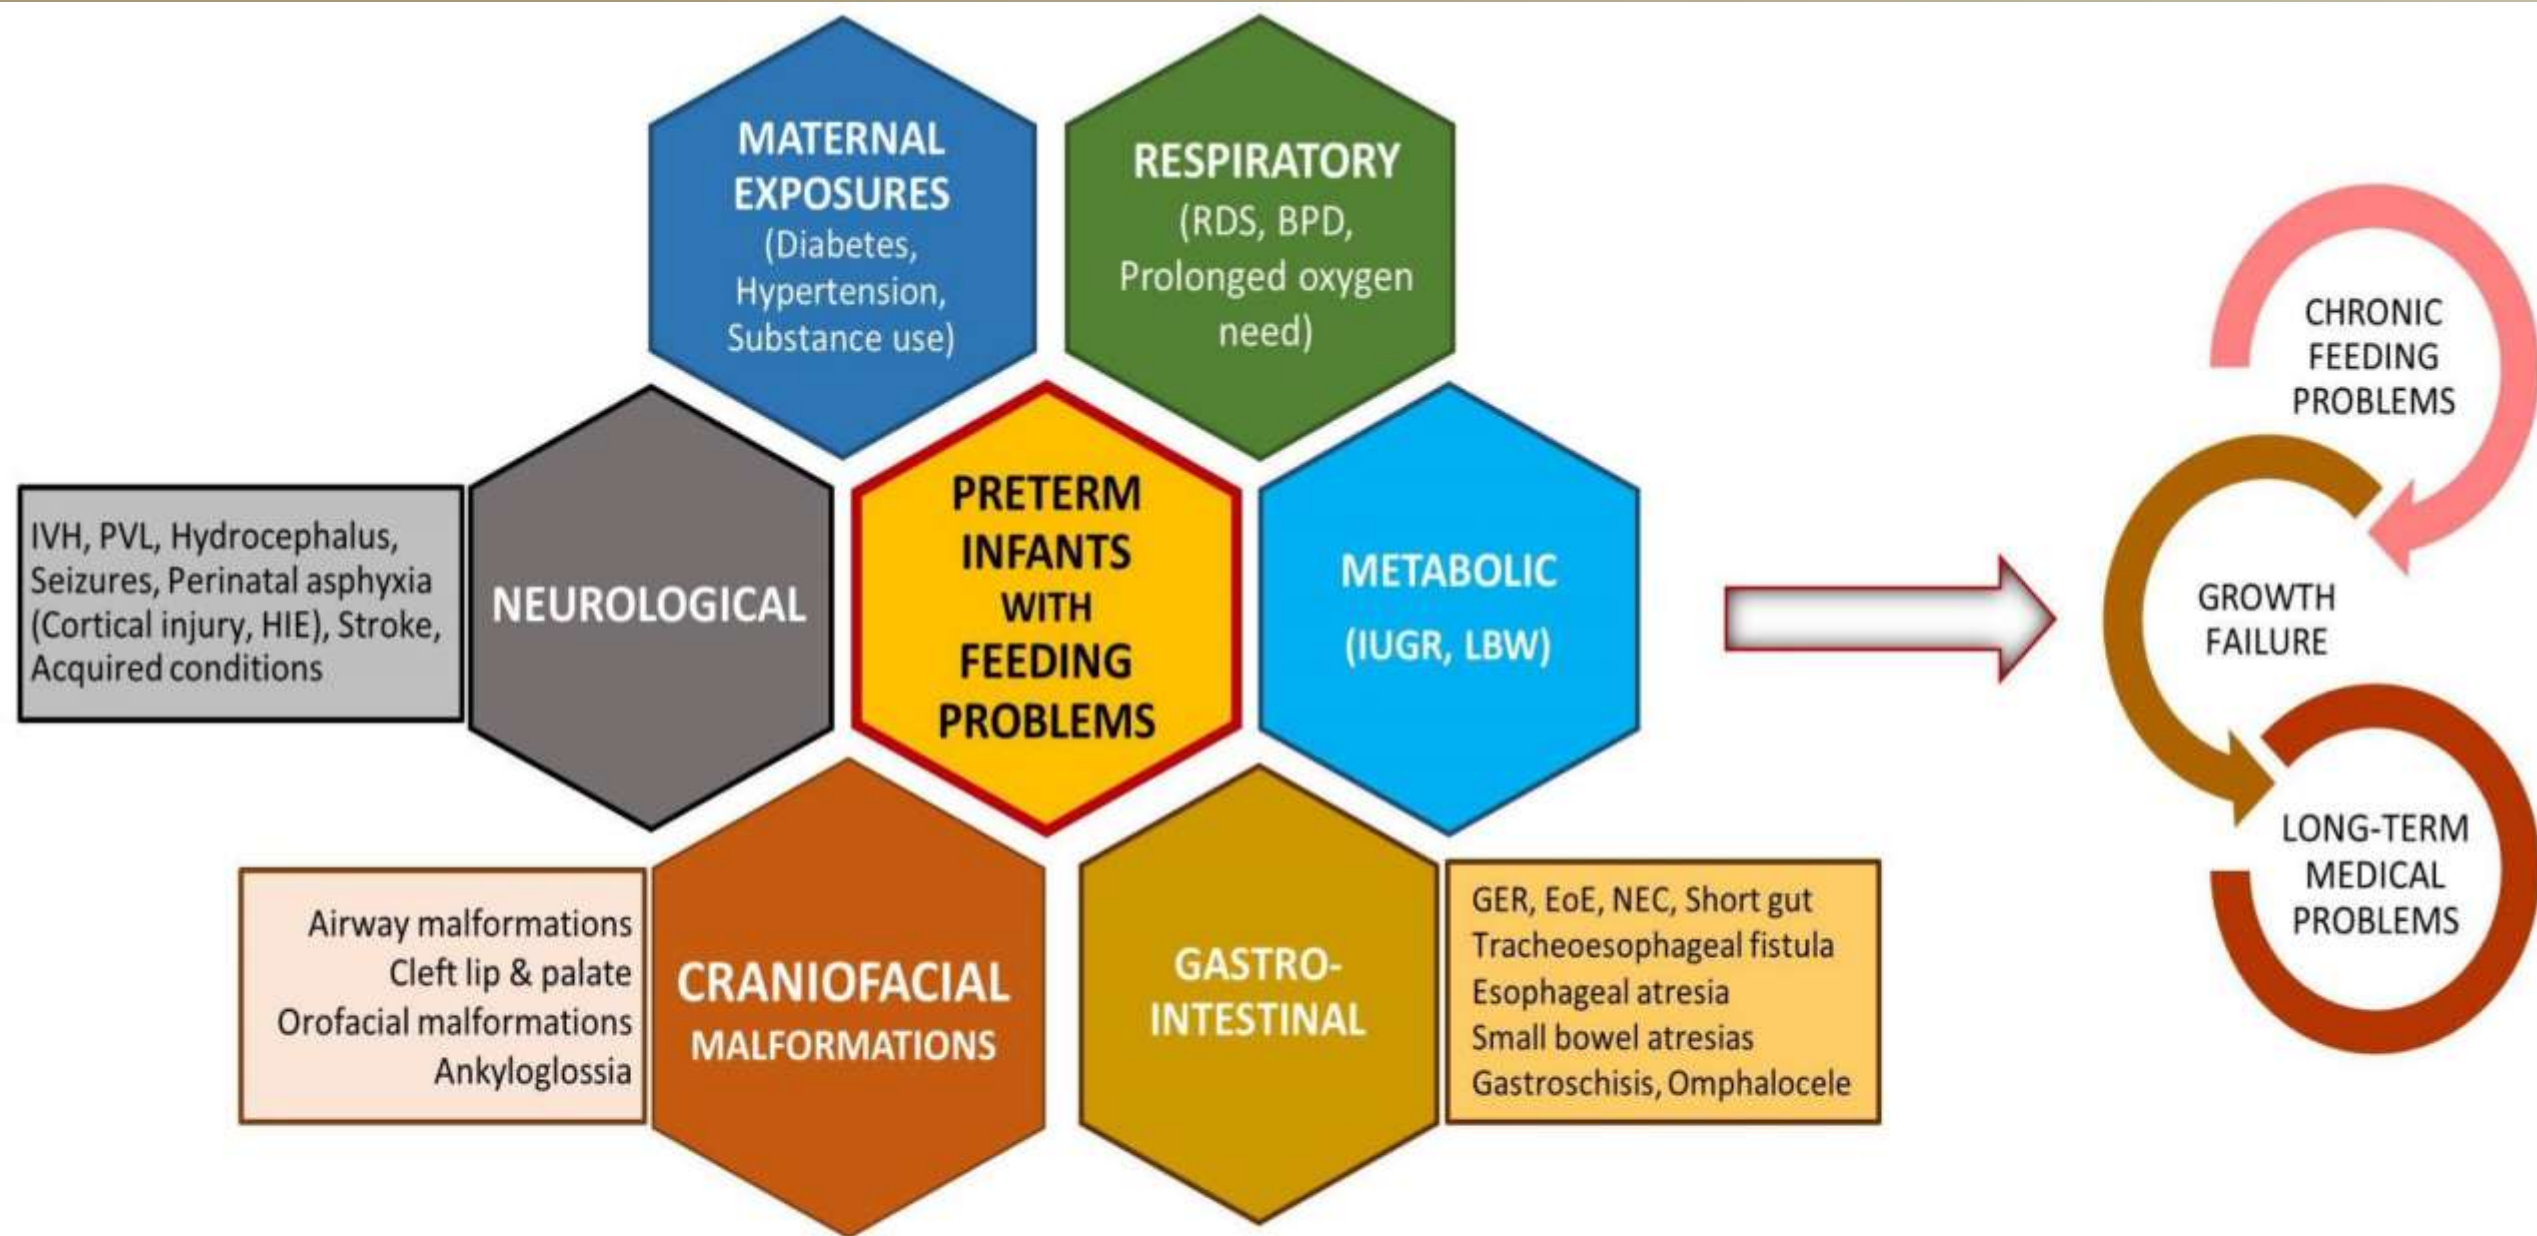 MATERNAL
EXPOSURES
(Diabetes,
Hypertension,
Substance use)
RESPIRATORY
(RDS, BPD,
Prolonged oxygen
need)
IVH, PVL, Hydrocephalus,
Seizures, Perinatal asphyxia
(Cortical injury, HIE), Stroke,
Acquired conditions
NEUROLOGICAL
PRETERM
INFANTS
WITH
FEEDING
PROBLEMS
METABOLIC
(IUGR, LBW)
Airway malformations
Cleft lip & palate
Orofacial malformations
Ankyloglossia
CRANIOFACIAL
MALFORMATIONS
GASTRO-
INTESTINAL
GER, EoE, NEC, Short gut
Tracheoesophageal fistula
Esophageal atresia
Small bowel atresias
Gastroschisis, Omphalocele
CHRONIC
FEEDING
PROBLEMS
GROWTH
FAILURE
LONG-TERM
MEDICAL
PROBLEMS